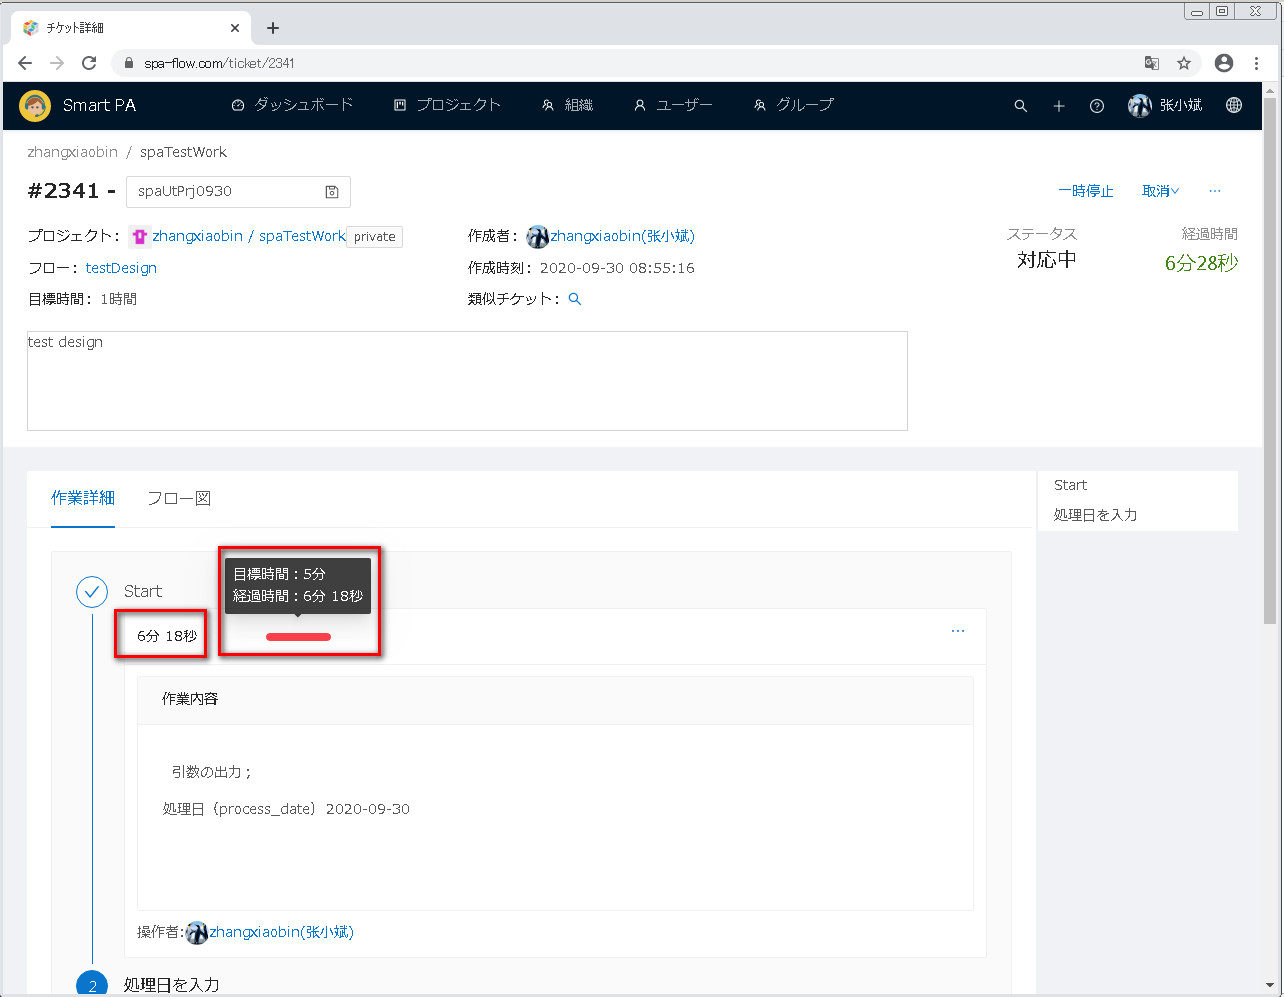 チケット詳細
spa-flow.com/ticket/2341
Smart PA ダッシュボード プロジェクト 組織 ユーザー グループ 张小斌
zhangxiaobin / spaTestWork
#2341 - spaUtPrj0930
一時停止 取消 ...
プロジェクト： zhangxiaobin / spaTestWork private
作成者： zhangxiaobin(张小斌)
ステータス
対応中
経過時間
6分28秒
フロー： testDesign
作成時刻： 2020-09-30 08:55:16
目標時間： 1時間
類似チケット：
test design
作業詳細 フロー図
Start
処理日を入力
Start
目標時間：5分
経過時間：6分 18秒
6分 18秒
...
作業内容
引数の出力；
処理日（process_date）2020-09-30
操作者: zhangxiaobin(张小斌)
2 処理日を入力